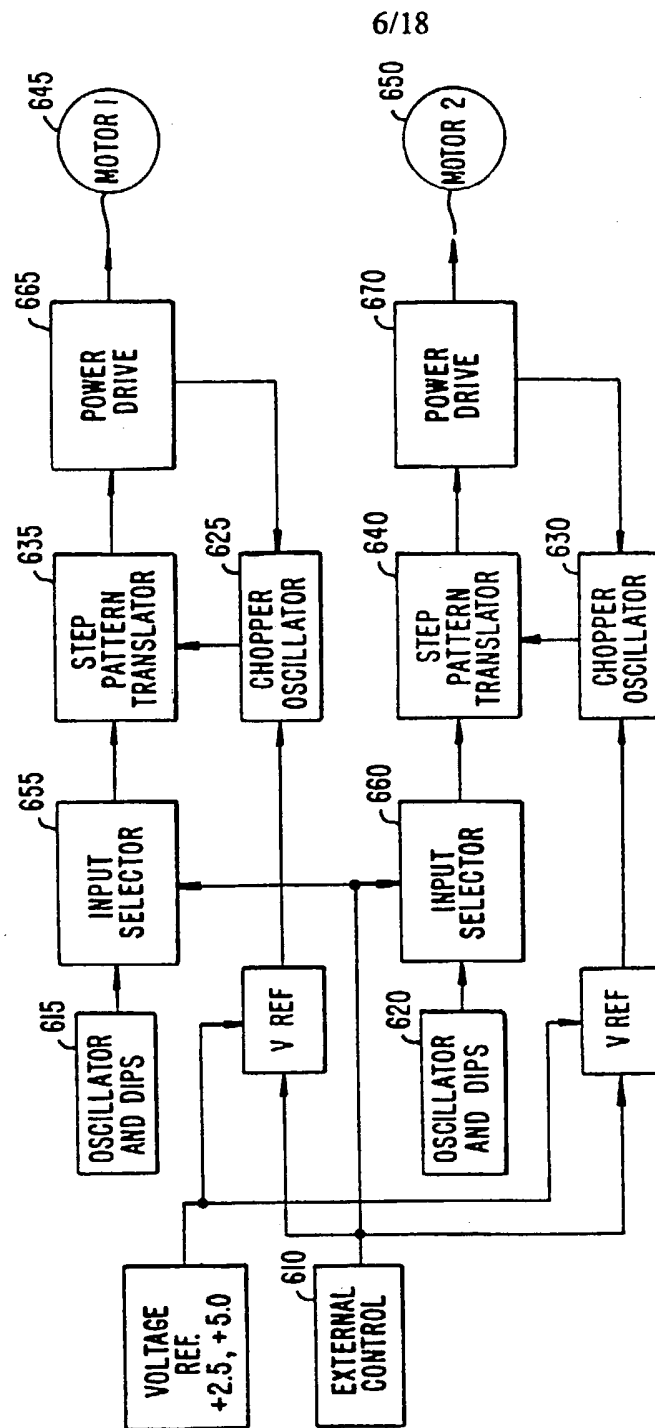 6/18
645
MOTOR 1
665
POWER
DRIVE
635
STEP
PATTERN
TRANSLATOR
625
CHOPPER
OSCILLATOR
655
INPUT
SELECTOR
615
OSCILLATOR
AND DIPS
V REF
VOLTAGE
REF.
+2.5, +5.0
610
EXTERNAL
CONTROL
650
MOTOR 2
670
POWER
DRIVE
640
STEP
PATTERN
TRANSLATOR
630
CHOPPER
OSCILLATOR
660
INPUT
SELECTOR
620
OSCILLATOR
AND DIPS
V REF